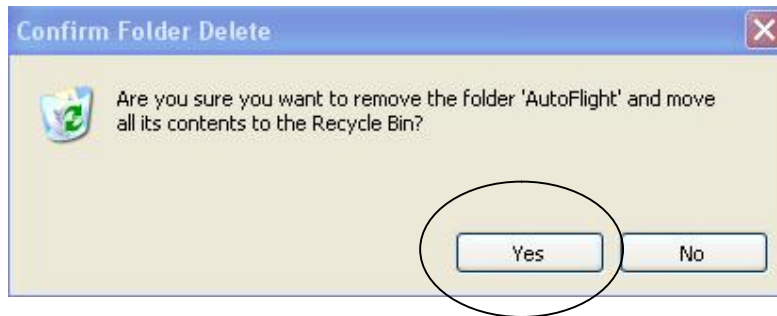 Confirm Folder Delete
Are you sure you want to remove the folder 'AutoFlight' and move
all its contents to the Recycle Bin?
Yes No